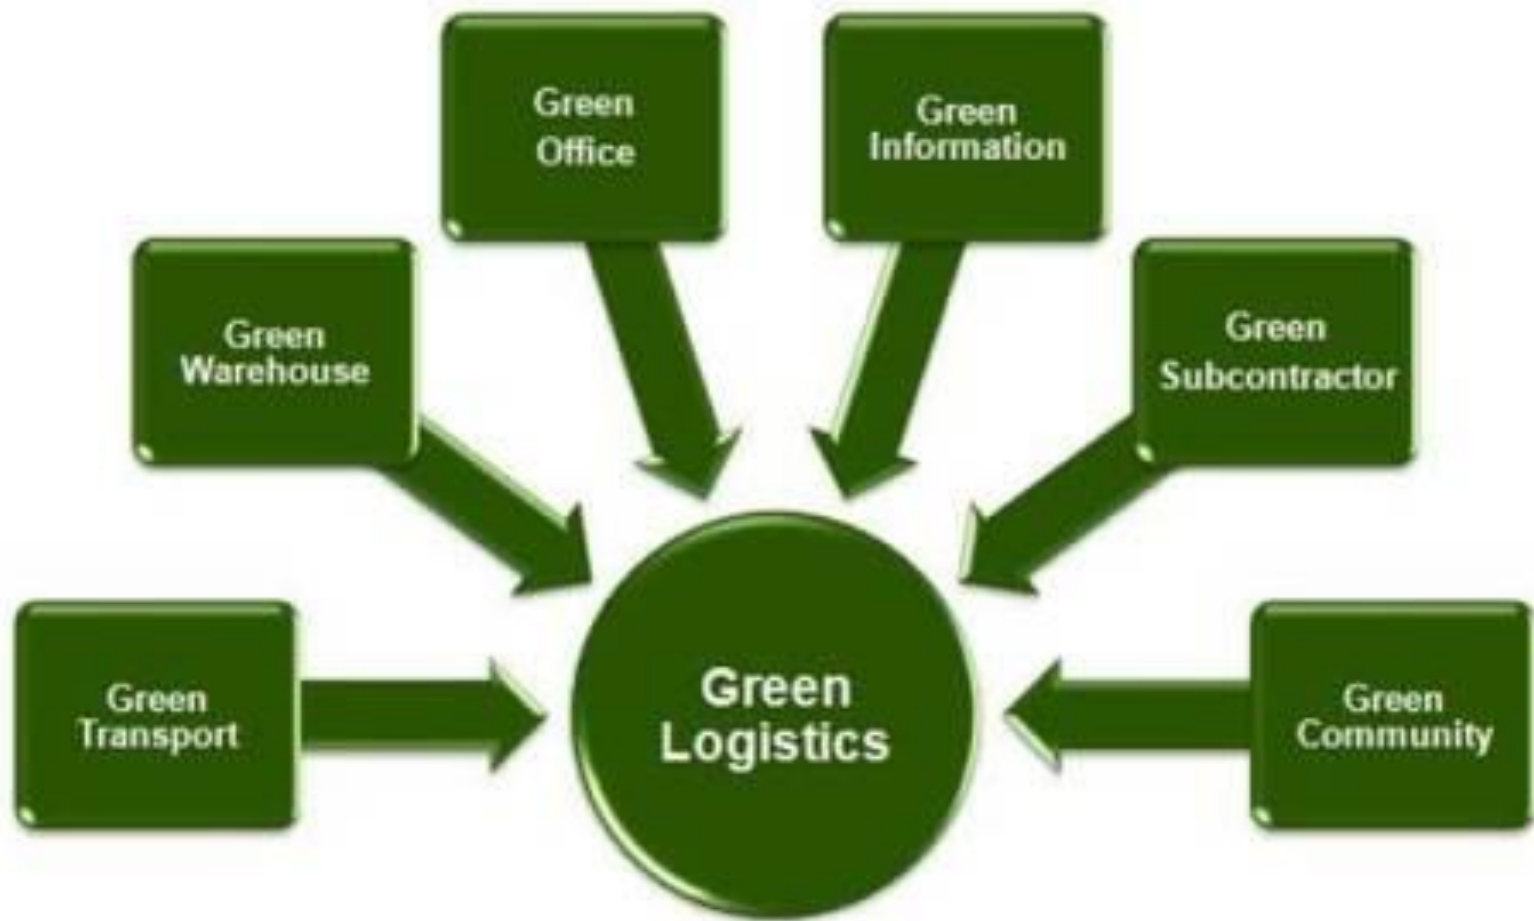 Green
Office
Green
Information
Green
Warehouse
Green
Subcontractor
Green
Transport
Green
Logistics
Green
Community